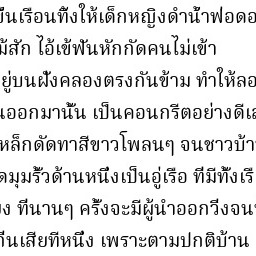 ขึ้นเรือนทิ้งให้เด็กหญิงดำน้ำาฟอดอ
ม้สัก ไอ้เข้ฟันหักกัดคนไม่เข้า
ยู่บนฝั่งคลองตรงกันข้าม ทำให้ลอ
นออกมานั้น เป็นคอนกรีตอย่างดีเส
เหล็กดัดทาสีขาวโพลนๆ จนชาวบ้า
ดมุมรั้วด้านหนึ่งเป็นอู่เรือ ที่มีทั้งเรื
ง ที่นานๆ ครั้งจะมีผู้นำออกวิ่งจน
ถี่นเสียทีหนึ่ง เพราะตามปกติบ้าน